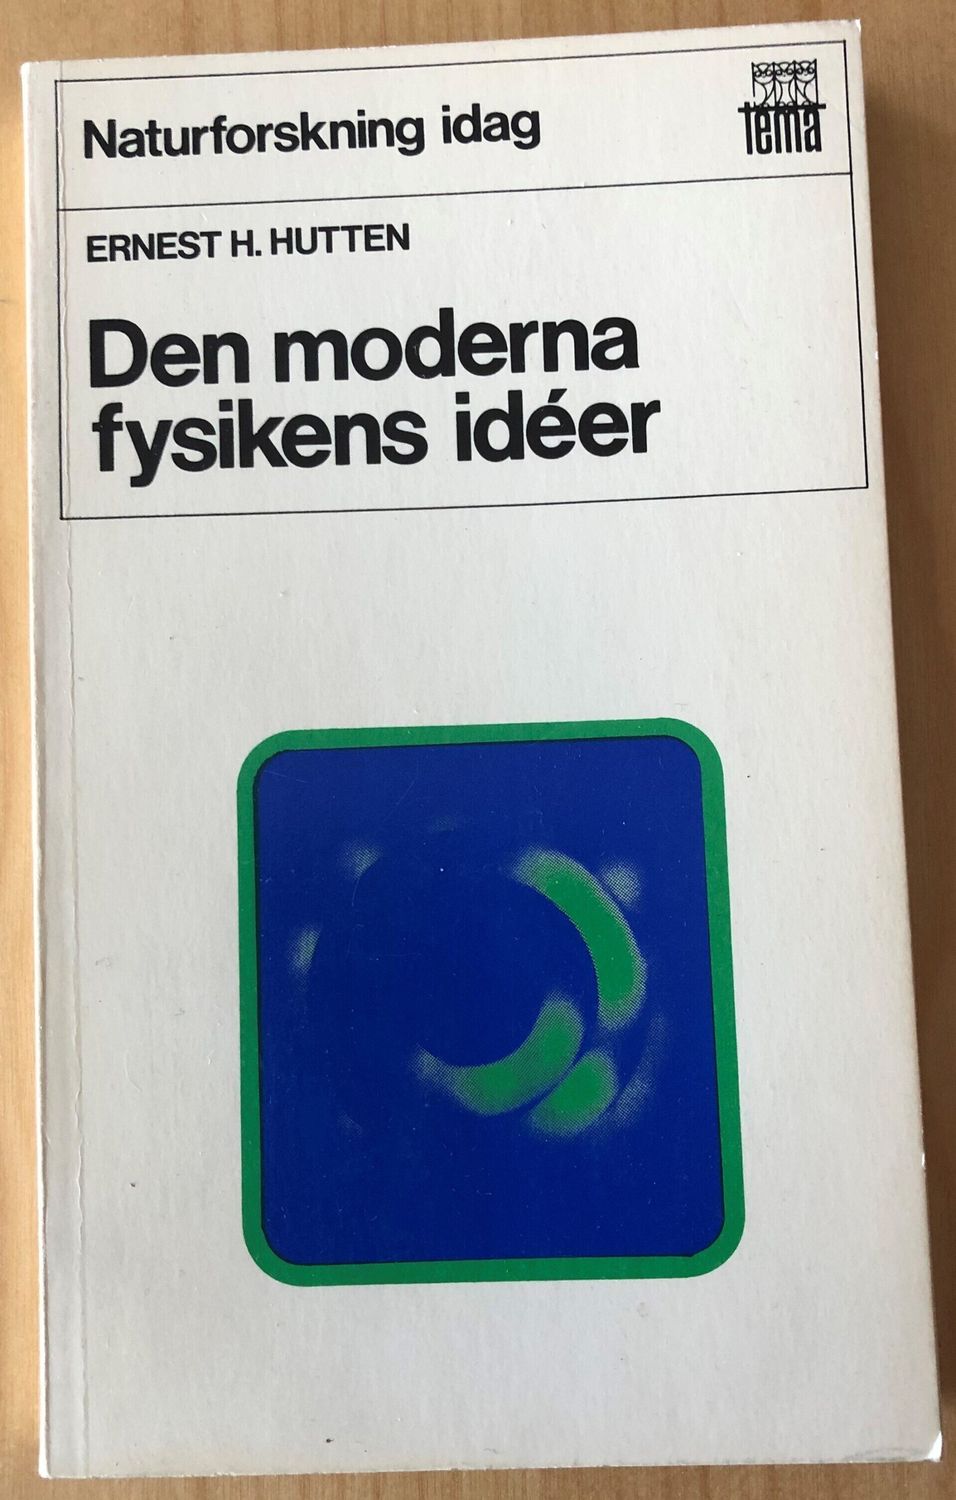 Naturforskning idag
tema
ERNEST H. HUTTEN
Den moderna
fysikens idéer